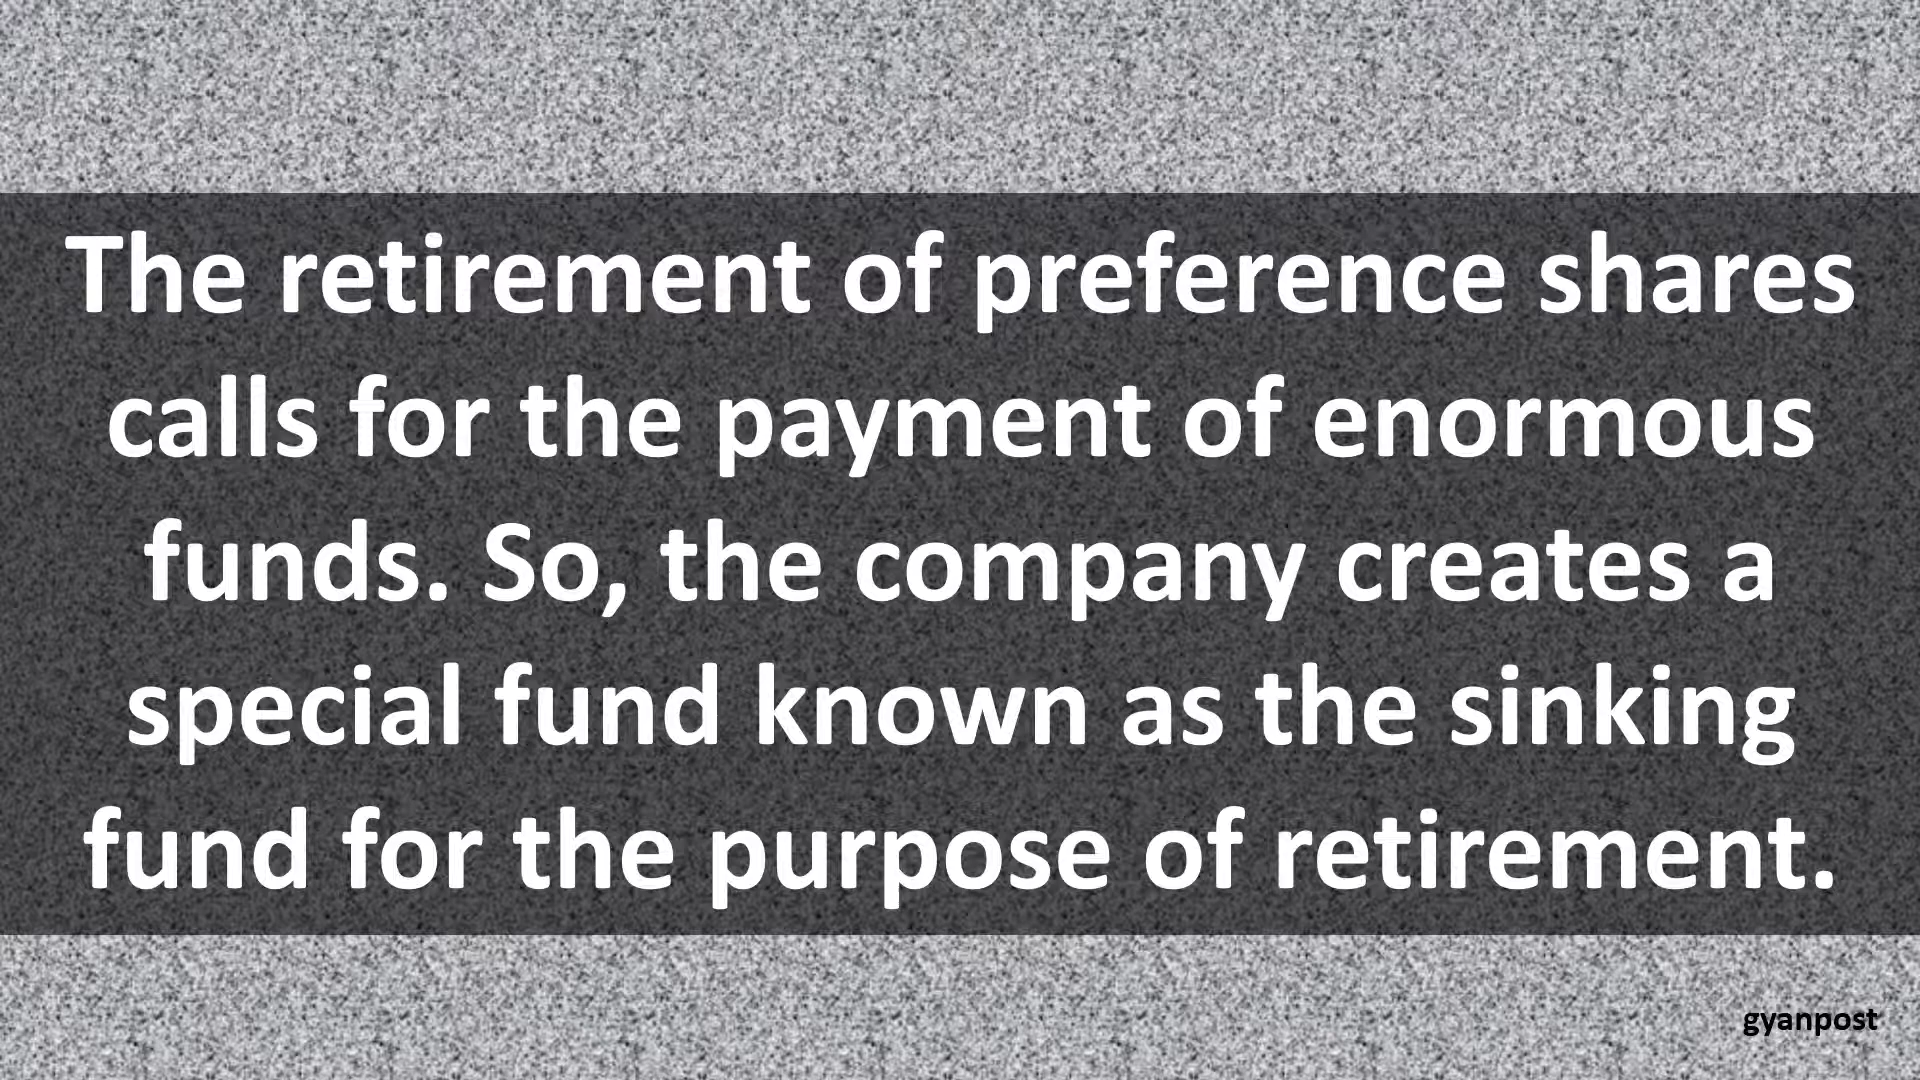 The retirement of preference shares
calls for the payment of enormous
funds. So, the company creates a
special fund known as the sinking
fund for the purpose of retirement.
gyanpost